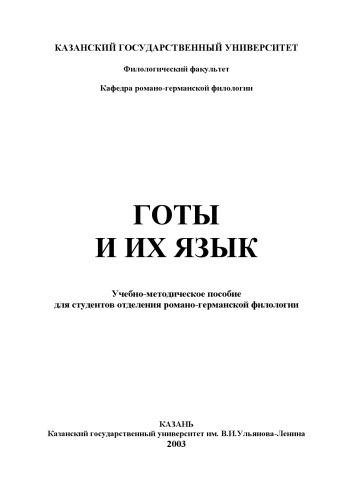 КАЗАНСКИЙ ГОСУДАРСТВЕННЫЙ УНИВЕРСИТЕТ
Филологический факультет
Кафедра романо-германской филологии
ГОТЫ
И ИХ ЯЗЫК
Учебно-методическое пособие
для студентов отделения романо-германской филологии
КАЗАНЬ
Казанский государственный университет им. В.И.Ульянова-Ленина
2003